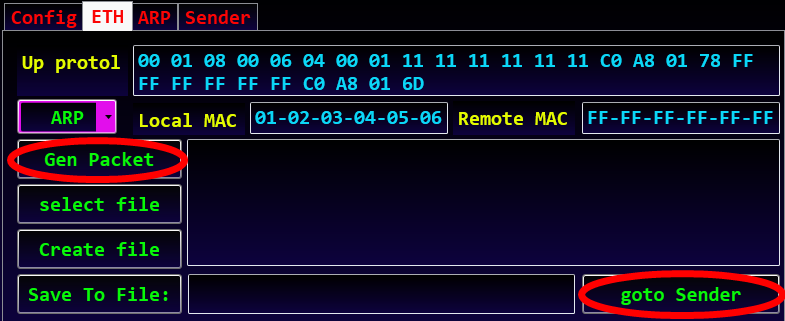 Config ETH ARP Sender
Up protol
00 01 08 00 06 04 00 01 11 11 11 11 11 11 C0 A8 01 78 FF
FF FF FF FF FF C0 A8 01 6D
ARP Local MAC 01-02-03-04-05-06 Remote MAC FF-FF-FF-FF-FF-FF
Gen Packet
select file
Create file
Save To File: goto Sender